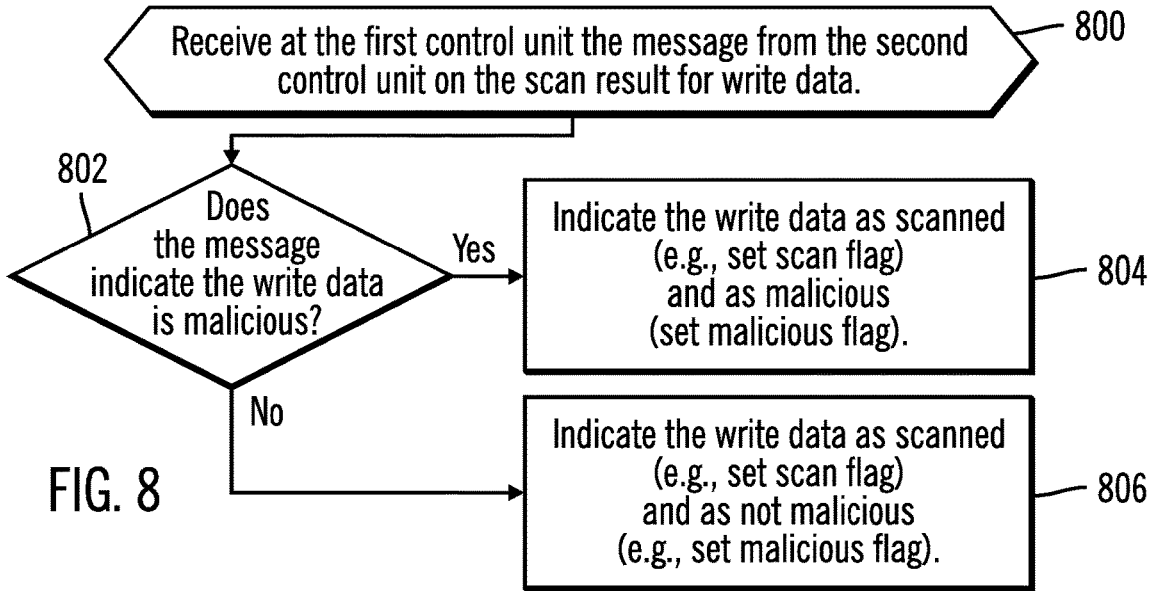 Receive at the first control unit the message from the second
control unit on the scan result for write data.
800
802
Does
the message
indicate the write data
is malicious?
Yes
Indicate the write data as scanned
(e.g., set scan flag)
and as malicious
(set malicious flag).
804
No
Indicate the write data as scanned
(e.g., set scan flag)
and as not malicious
(e.g., set malicious flag).
806
FIG. 8